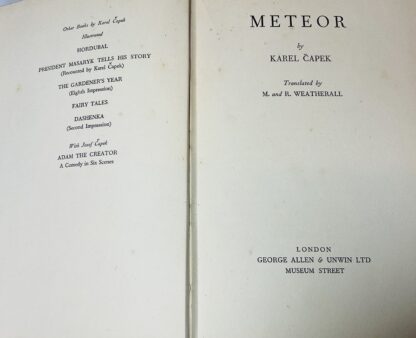 Other Books by Karel Čapek
Illustrated
HORDUBAL
PRESIDENT MASARYK TELLS HIS STORY
(Recounted by Karel Čapek)
THE GARDENER'S YEAR
(Eighth Impression)
FAIRY TALES
DASHENKA
(Second Impression)
With Josef Čapek
ADAM THE CREATOR
A Comedy in Six Scenes
METEOR
by
KAREL ČAPEK
Translated by
M. and R. WEATHERALL
LONDON
GEORGE ALLEN & UNWIN LTD
MUSEUM STREET